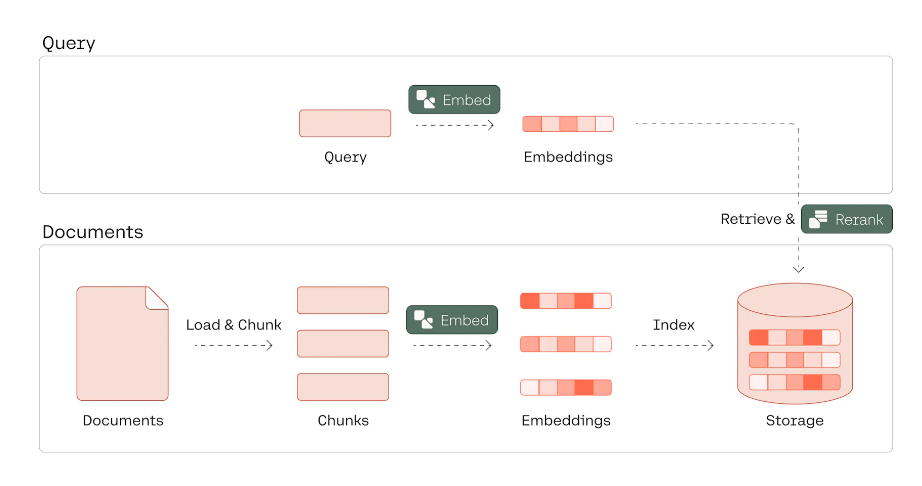 Query
Embed
Query
Embeddings
Retrieve & Rerank
Documents
Load & Chunk
Embed
Index
Documents
Chunks
Embeddings
Storage